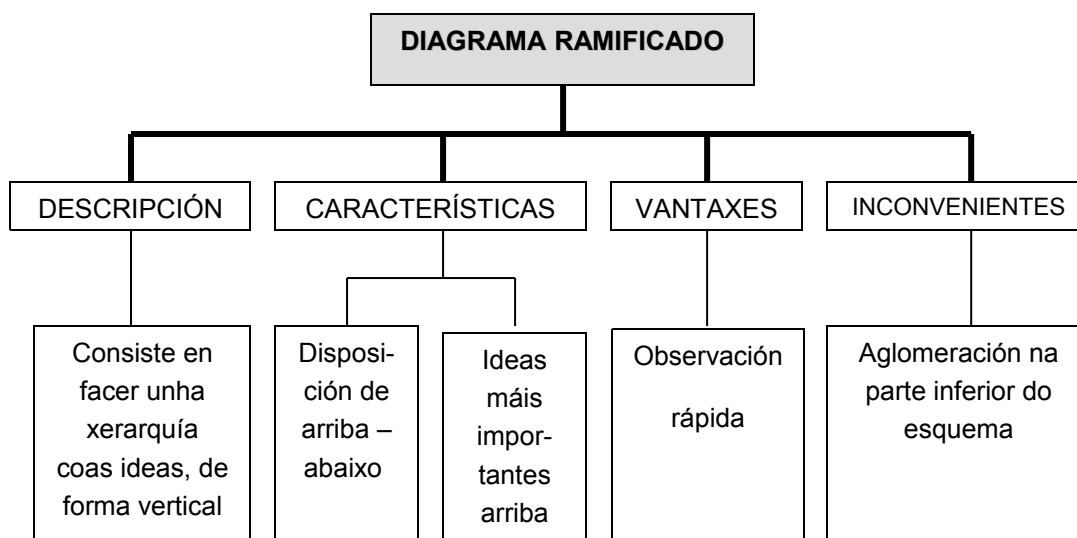 DIAGRAMA RAMIFICADO
DESCRIPCIÓN
CARACTERÍSTICAS
VANTAXES
INCONVENIENTES
Consiste en
facer unha
xerarquía
coas ideas, de
forma vertical
Disposi-
ción de
arriba –
abaixo
Ideas
máis
impor-
tantes
arriba
Observación
rápida
Aglomeración na
parte inferior do
esquema